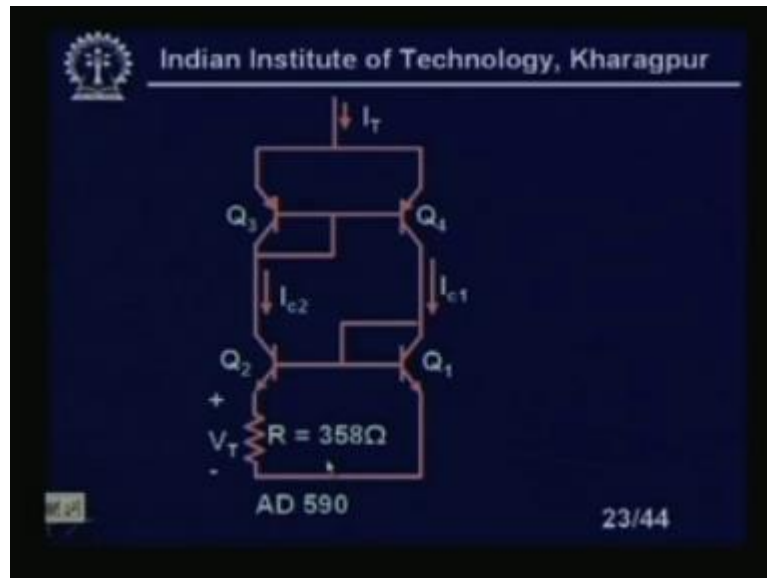 Indian Institute of Technology, Kharagpur
I_T
Q₃ Q₄
I_c2 I_c1
Q₂ Q₁
+
V_T R = 358Ω
-
AD 590
23/44